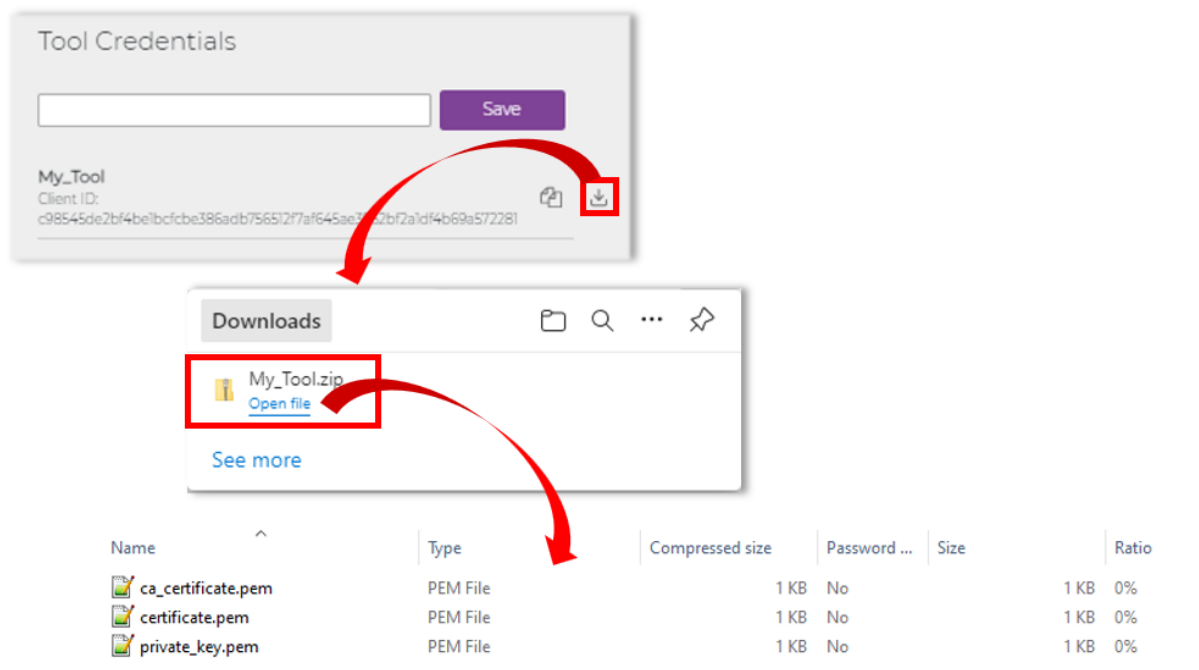 Tool Credentials
Save
My_Tool
Client ID:
Downloads
My_Tool.zip
Open file
See more
Name Type Compressed size Password ... Size Ratio
ca_certificate.pem PEM File 1 KB No 1 KB 0%
certificate.pem PEM File 1 KB No 1 KB 0%
private_key.pem PEM File 1 KB No 1 KB 0%